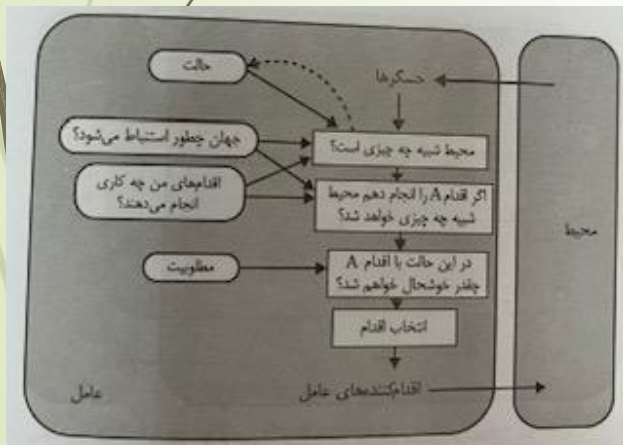 حالت
حسگرها
جهان چطور استنباط می‌شود؟
محیط شبیه چه چیزی است؟
اقدام‌های من چه کاری
انجام می‌دهند؟
اگر اقدام A را انجام دهم محیط
شبیه چه چیزی خواهد شد؟
محیط
مطلوبیت
در این حالت با اقدام A
چقدر خوشحال خواهم شد؟
انتخاب اقدام
عامل
اقدام‌کننده‌های عامل